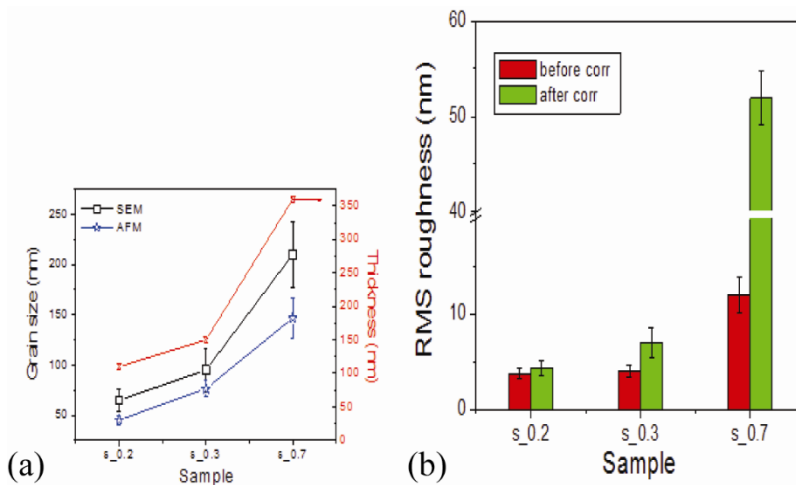 SEM
AFM
Grain size (nm)
250
200
150
100
50
350
300
250
200
150
100
50
0
Thickness (nm)
s_0.2 s_0.3 s_0.7
Sample
(a)
before corr
after corr
RMS roughness (nm)
60
50
40
10
0
s_0.2 s_0.3 s_0.7
Sample
(b)